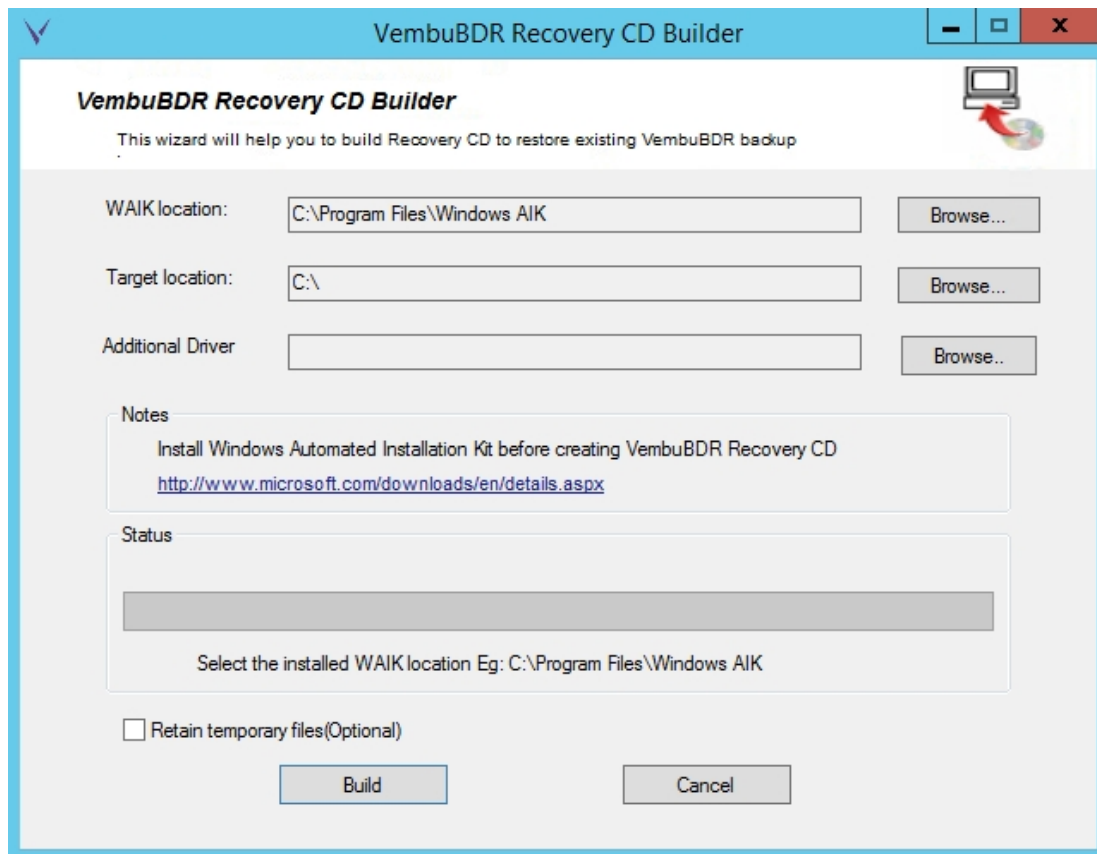 VembuBDR Recovery CD Builder
VembuBDR Recovery CD Builder
This wizard will help you to build Recovery CD to restore existing VembuBDR backup
.
WAIK location:
C:\Program Files\Windows AIK
Browse...
Target location:
C:\
Browse...
Additional Driver
Browse..
Notes
Install Windows Automated Installation Kit before creating VembuBDR Recovery CD
http://www.microsoft.com/downloads/en/details.aspx
Status
Select the installed WAIK location Eg: C:\Program Files\Windows AIK
Retain temporary files(Optional)
Build
Cancel